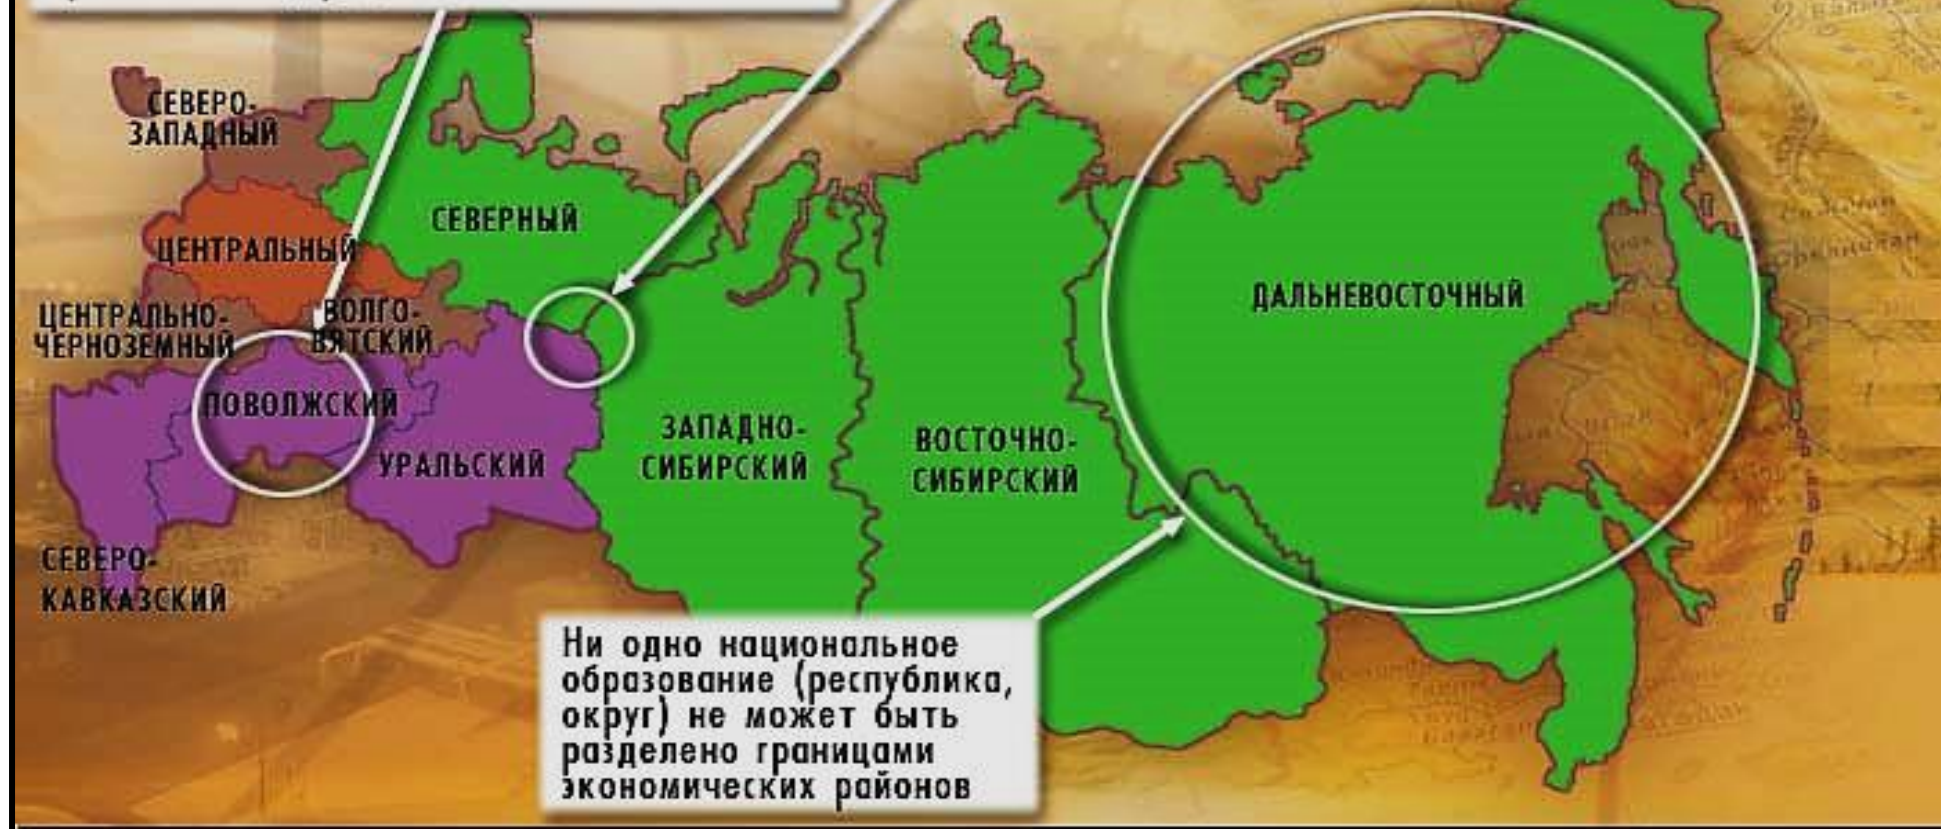 СЕВЕРО-
ЗАПАДНЫЙ
СЕВЕРНЫЙ
ЦЕНТРАЛЬНЫЙ
ДАЛЬНЕВОСТОЧНЫЙ
ЦЕНТРАЛЬНО-
ЧЕРНОЗЕМНЫЙ
ВОЛГО-
ВЯТСКИЙ
ПОВОЛЖСКИЙ
УРАЛЬСКИЙ
ЗАПАДНО-
СИБИРСКИЙ
ВОСТОЧНО-
СИБИРСКИЙ
СЕВЕРО-
КАВКАЗСКИЙ
Ни одно национальное
образование (республика,
округ) не может быть
разделено границами
экономических районов